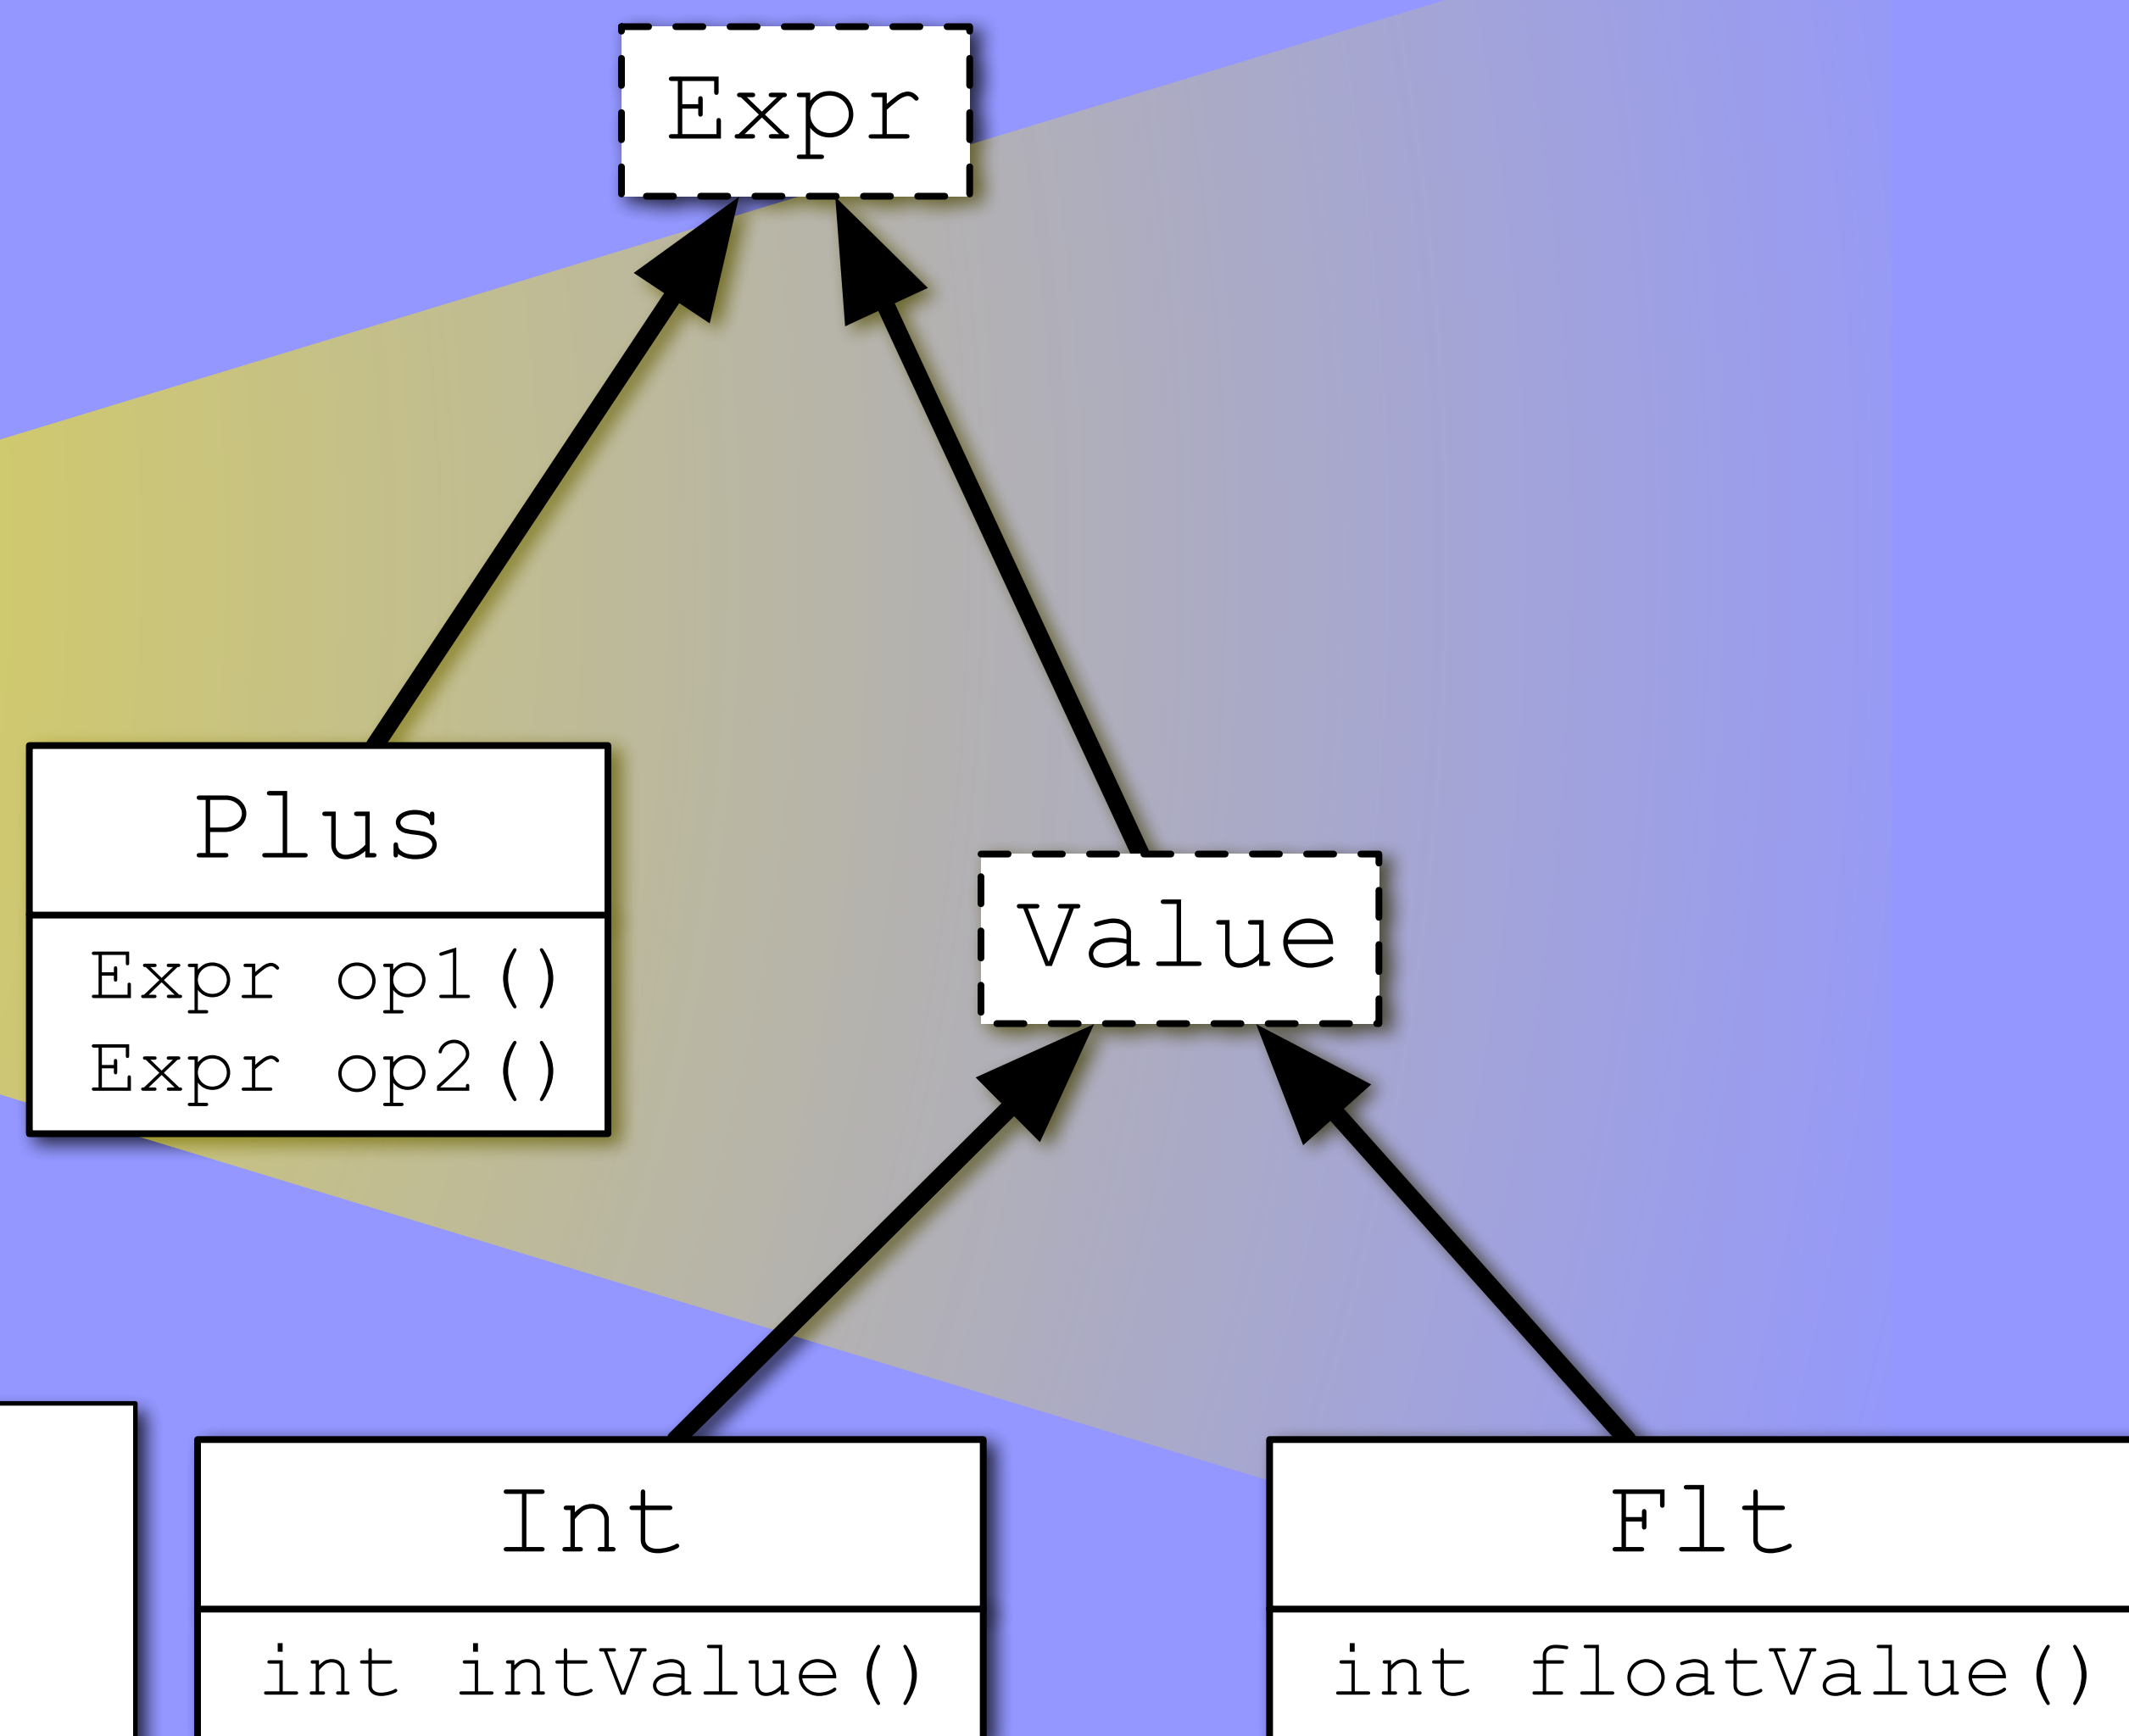 Expr
Plus
Expr op1()
Expr op2()
Value
Int
int intValue()
Flt
int floatValue()